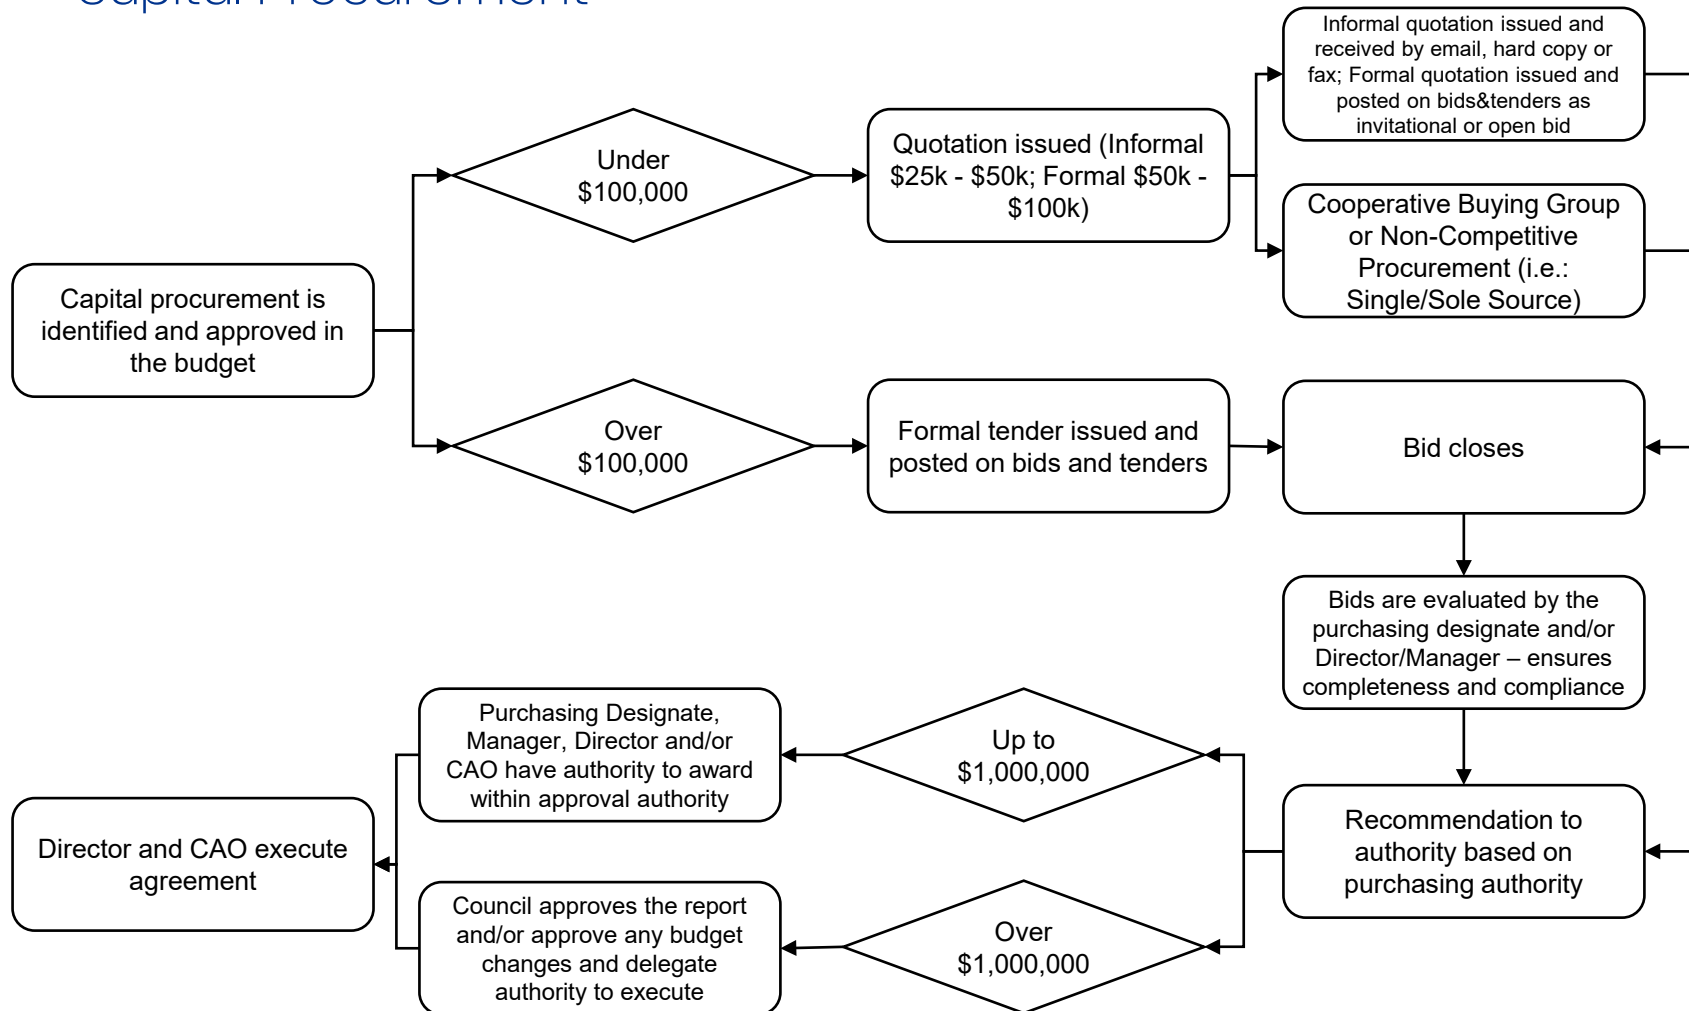 Capital Procurement
Informal quotation issued and
received by email, hard copy or
fax; Formal quotation issued and
posted on bids&tenders as
invitational or open bid
Under
$100,000
Quotation issued (Informal
$25k - $50k; Formal $50k -
$100k)
Cooperative Buying Group
or Non-Competitive
Procurement (i.e.:
Single/Sole Source)
Capital procurement is
identified and approved in
the budget
Over
$100,000
Formal tender issued and
posted on bids and tenders
Bid closes
Bids are evaluated by the
purchasing designate and/or
Director/Manager – ensures
completeness and compliance
Recommendation to
authority based on
purchasing authority
Up to
$1,000,000
Purchasing Designate,
Manager, Director and/or
CAO have authority to award
within approval authority
Over
$1,000,000
Council approves the report
and/or approve any budget
changes and delegate
authority to execute
Director and CAO execute
agreement